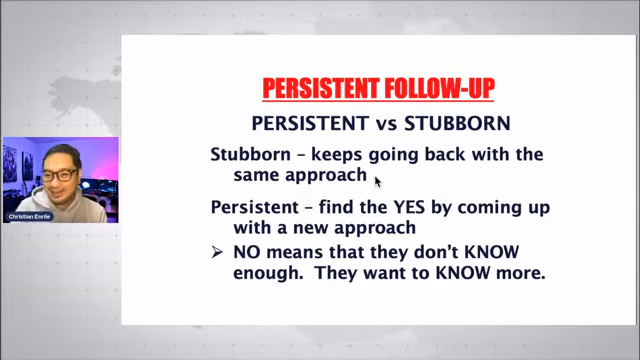 PERSISTENT FOLLOW-UP
PERSISTENT vs STUBBORN
Stubborn – keeps going back with the
same approach
Persistent – find the YES by coming up
with a new approach
➢ NO means that they don't KNOW
enough. They want to KNOW more.
Christian Enrile